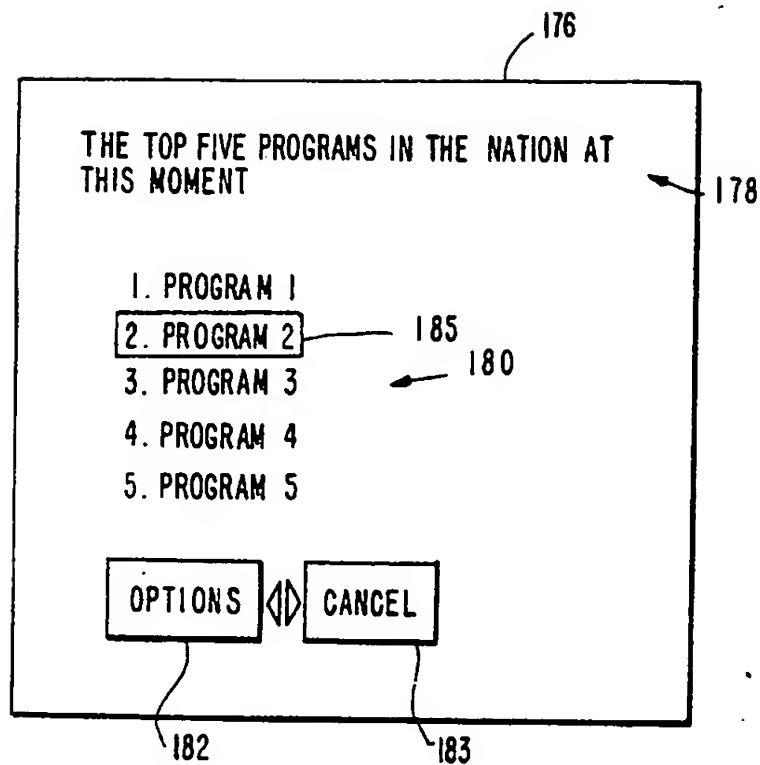 176
THE TOP FIVE PROGRAMS IN THE NATION AT
THIS MOMENT
178
1. PROGRAM 1
2. PROGRAM 2
185
3. PROGRAM 3
180
4. PROGRAM 4
5. PROGRAM 5
OPTIONS
CANCEL
182
183